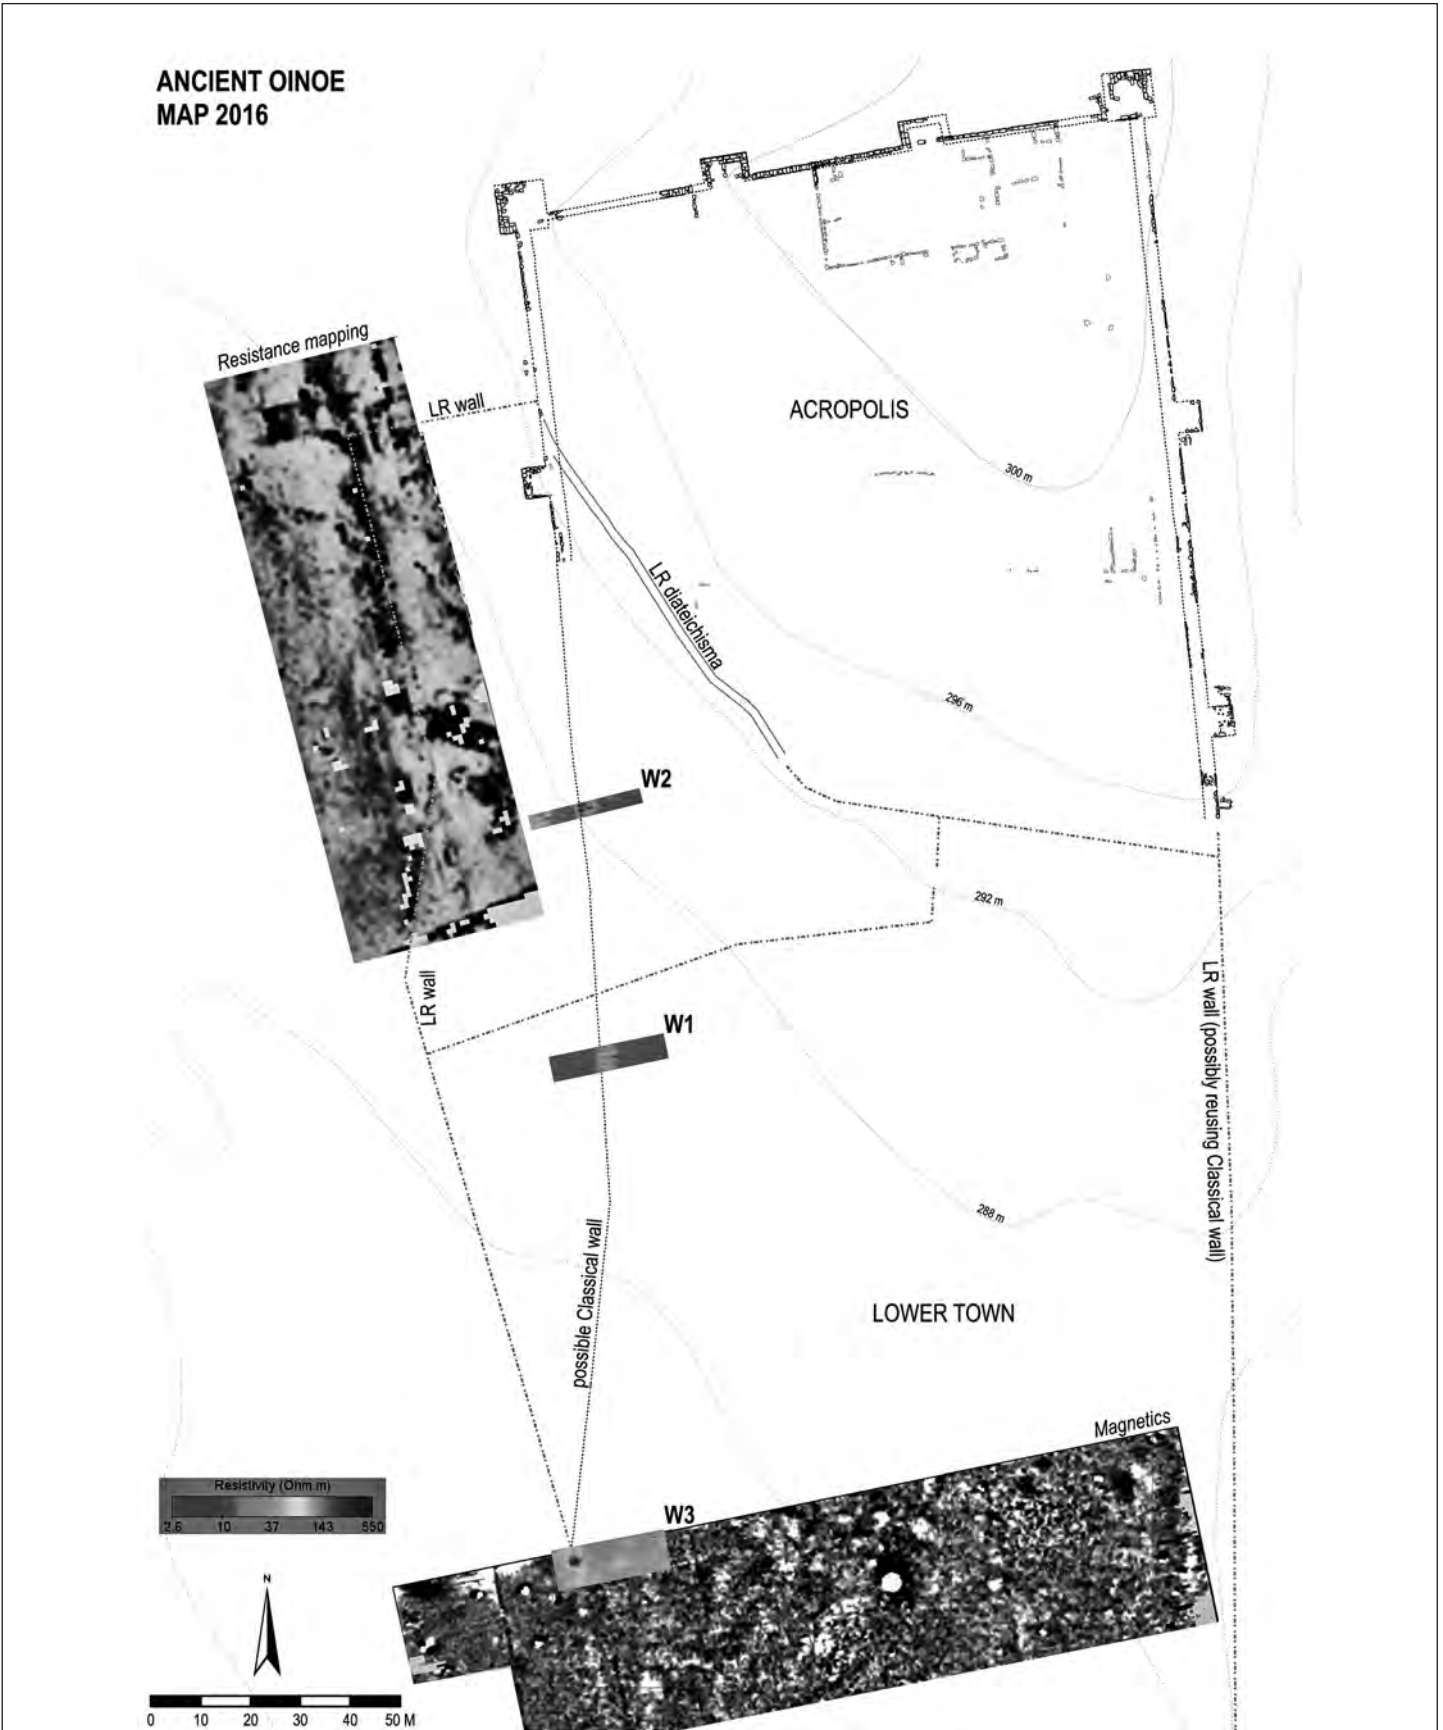 ANCIENT OINOE
MAP 2016
Resistance mapping
LR wall
ACROPOLIS
300 m
LR diateichisma
296 m
W2
292 m
LR wall
W1
LR wall (possibly reusing Classical wall)
288 m
possible Classical wall
LOWER TOWN
Magnetics
Resistivity (Ohm.m)
2.6 10 37 143 550
W3
N
0 10 20 30 40 50 M